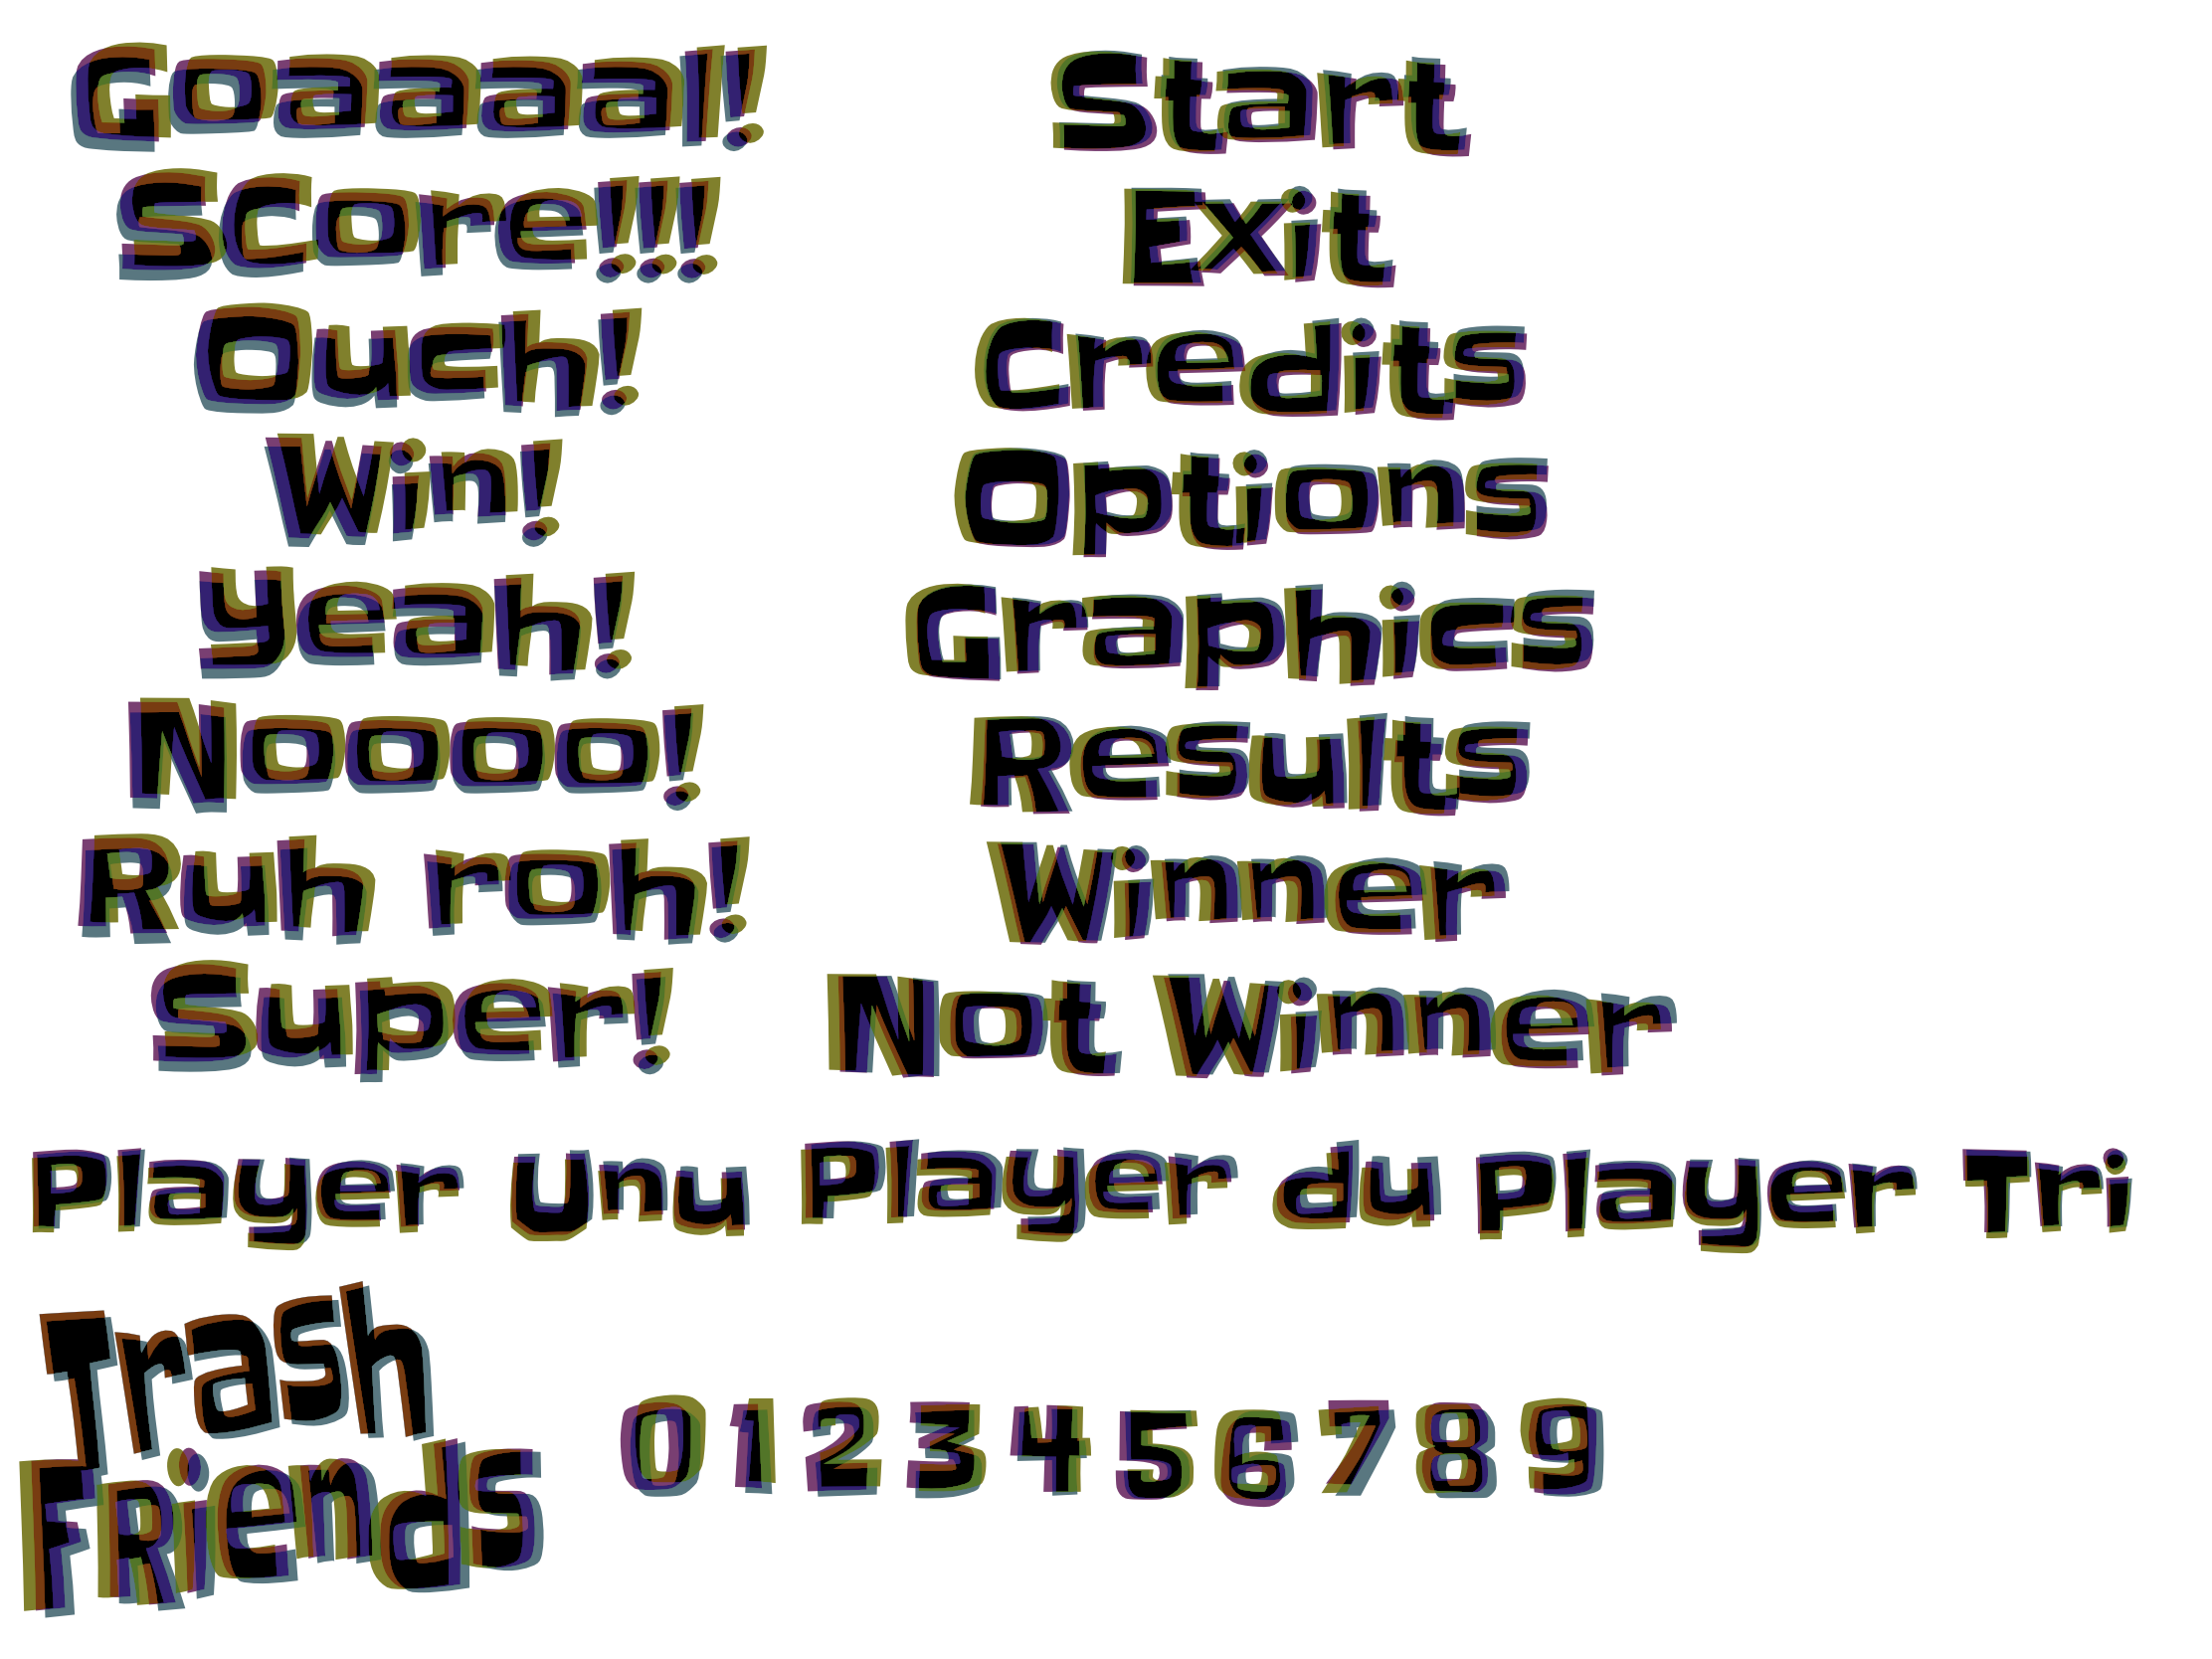 Goaaaal!!
Score!!!
Ouch!
Win!
Yeah!
Noooo!
Ruh roh!
Super!
Start
Exit
Credits
Options
Graphics
Results
Winner
Not Winner
Player Unu
Player du
Player Tri
Trash
FRiends
0 1 2 3 4 5 6 7 8 9